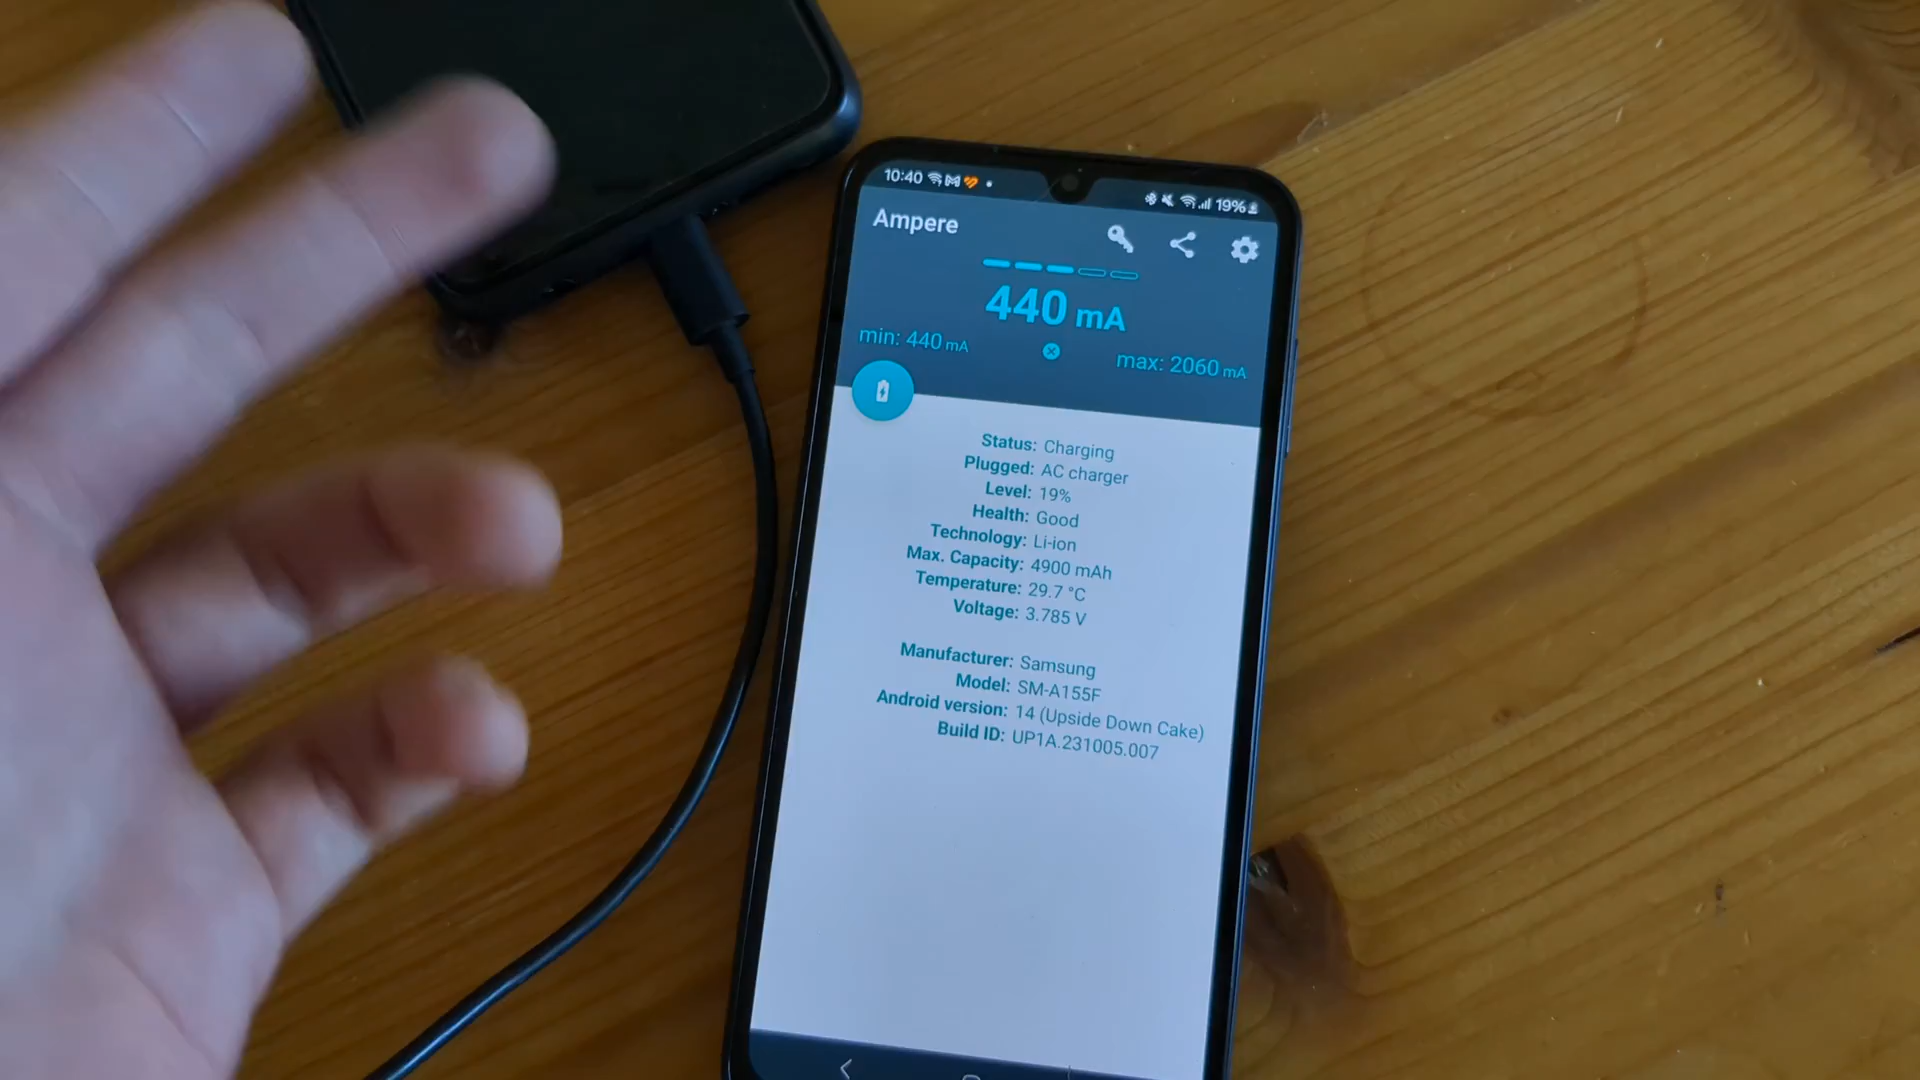 10:40 19%
Ampere
440 mA
min: 440 mA max: 2060 mA
Status: Charging
Plugged: AC charger
Level: 19%
Health: Good
Technology: Li-ion
Max. Capacity: 4900 mAh
Temperature: 29.7 °C
Voltage: 3.785 V
Manufacturer: Samsung
Model: SM-A155F
Android version: 14 (Upside Down Cake)
Build ID: UP1A.231005.007